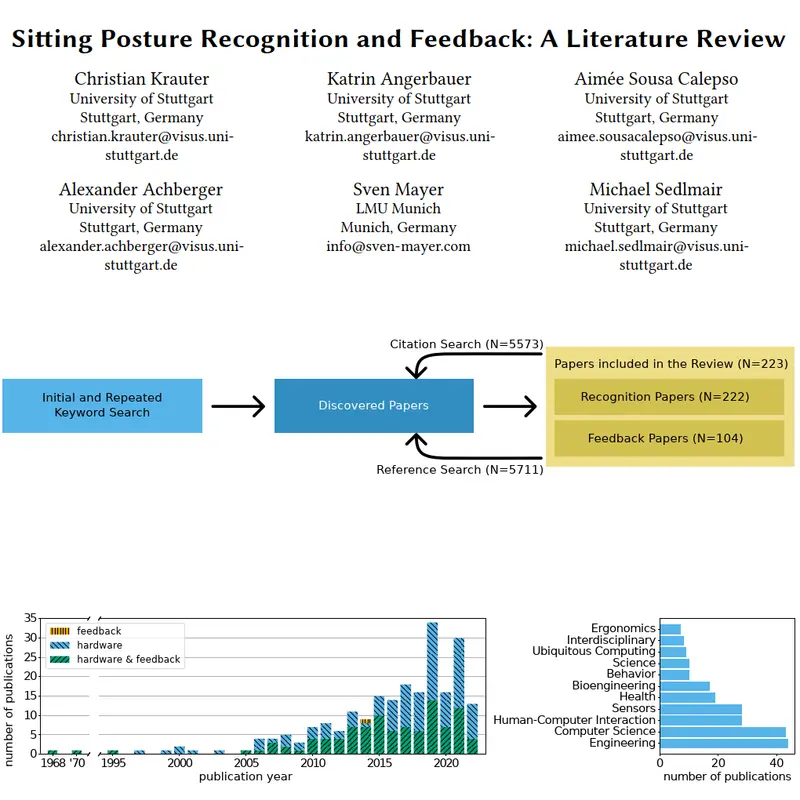 Sitting Posture Recognition and Feedback: A Literature Review
Christian Krauter
University of Stuttgart
Stuttgart, Germany
christian.krauter@visus.uni-
stuttgart.de
Katrin Angerbauer
University of Stuttgart
Stuttgart, Germany
katrin.angerbauer@visus.uni-
stuttgart.de
Aimée Sousa Calepso
University of Stuttgart
Stuttgart, Germany
aimee.sousacalepso@visus.uni-
stuttgart.de
Alexander Achberger
University of Stuttgart
Stuttgart, Germany
alexander.achberger@visus.uni-
stuttgart.de
Sven Mayer
LMU Munich
Munich, Germany
info@sven-mayer.com
Michael Sedlmair
University of Stuttgart
Stuttgart, Germany
michael.sedlmair@visus.uni-
stuttgart.de
Initial and Repeated
Keyword Search
Discovered Papers
Citation Search (N=5573)
Reference Search (N=5711)
Papers included in the Review (N=223)
Recognition Papers (N=222)
Feedback Papers (N=104)
number of publications
35
30
25
20
15
10
5
0
feedback
hardware
hardware & feedback
1968 '70 1995 2000 2005 2010 2015 2020
publication year
Ergonomics
Interdisciplinary
Ubiquitous Computing
Science
Behavior
Bioengineering
Health
Sensors
Human-Computer Interaction
Computer Science
Engineering
0 20 40
number of publications